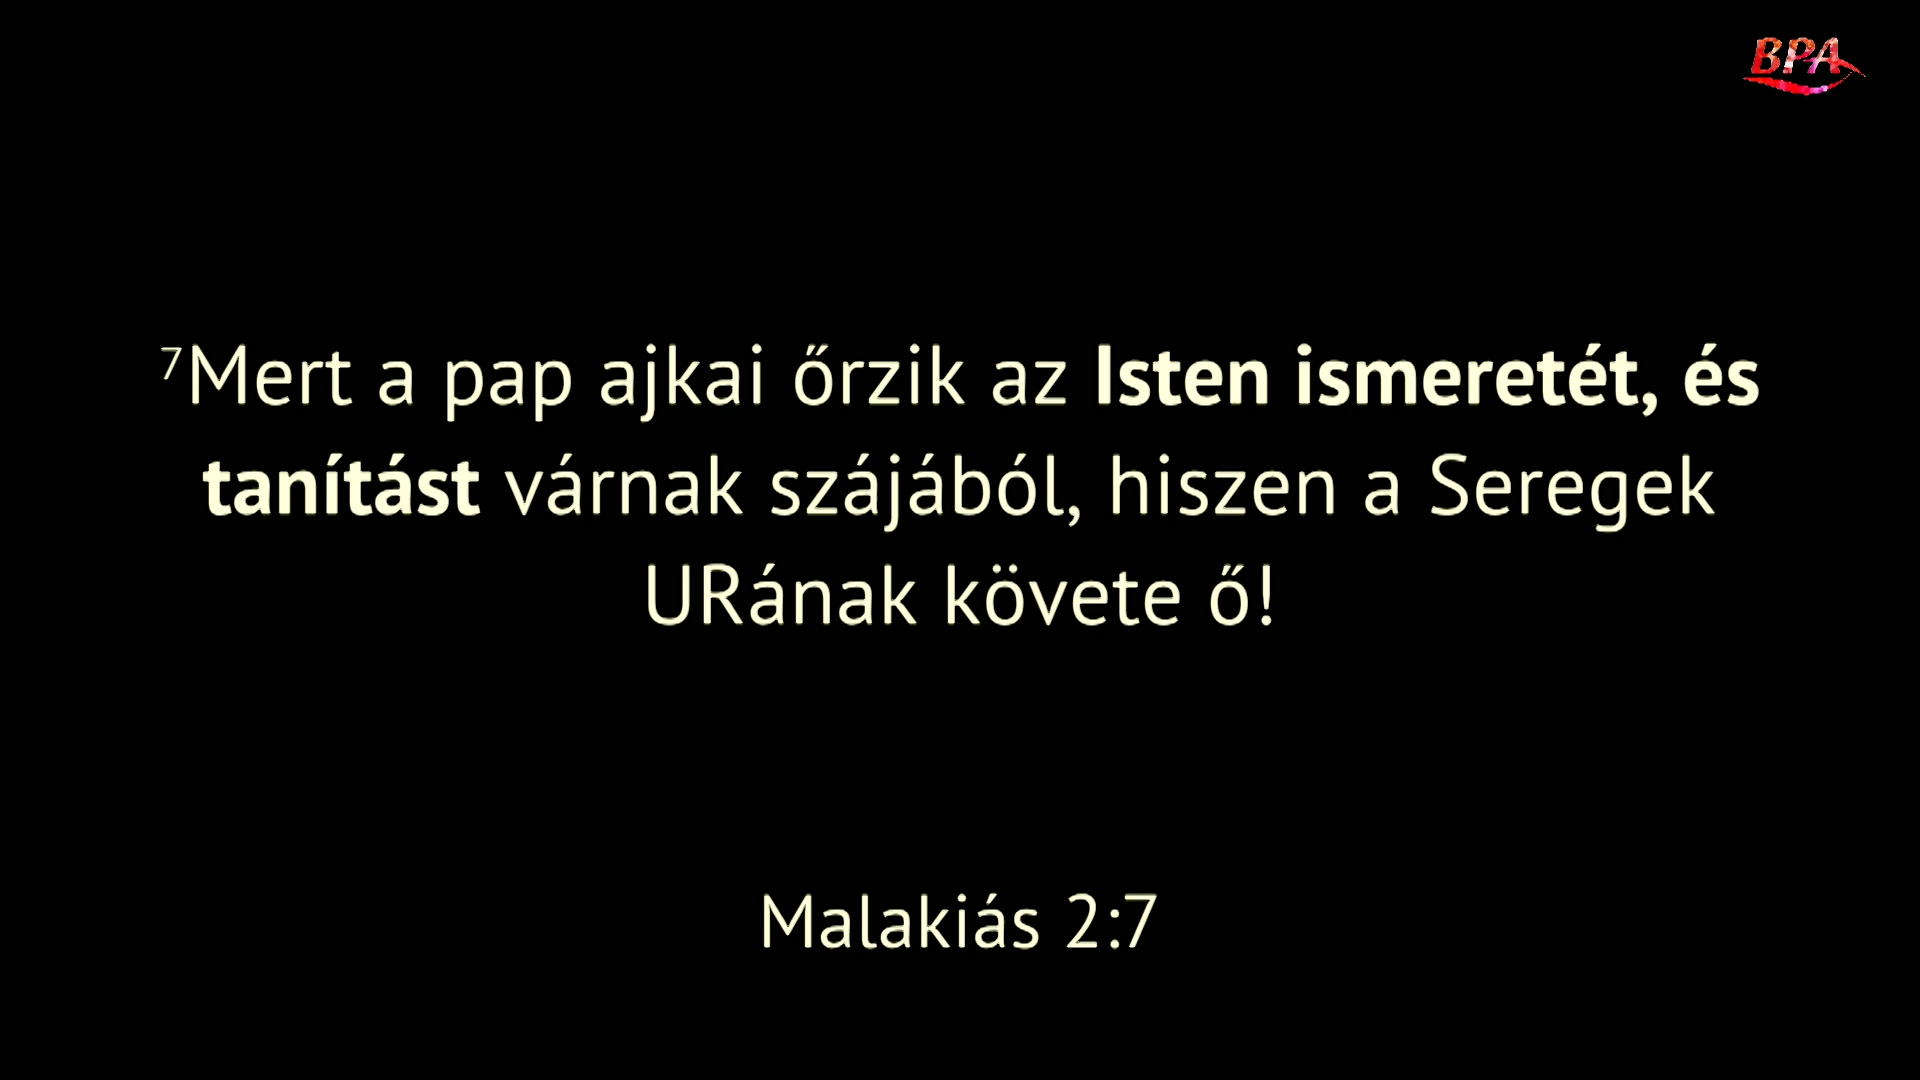 BPA
⁷Mert a pap ajkai őrzik az Isten ismeretét, és
tanítást várnak szájából, hiszen a Seregek
URának követe ő!
Malakiás 2:7